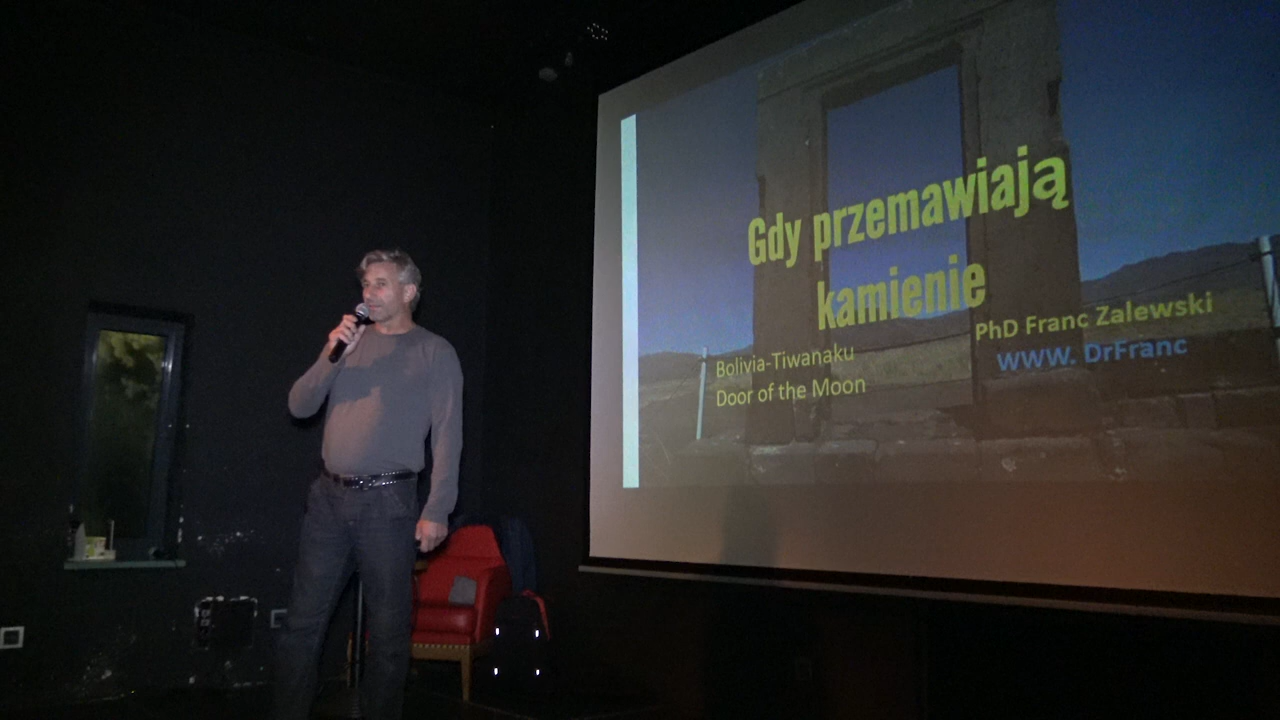 Gdy przemawiają
kamienie
PhD Franc Zalewski
WWW. DrFranc
Bolivia-Tiwanaku
Door of the Moon